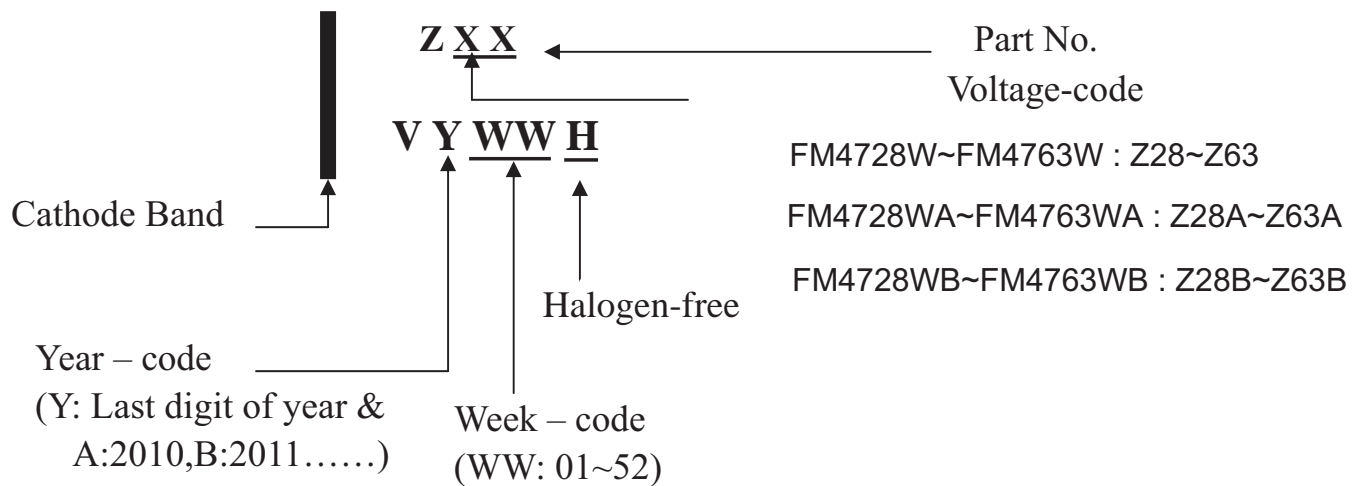 Z X X
Part No.
Voltage-code
V Y WW H
FM4728W~FM4763W : Z28~Z63
Cathode Band
FM4728WA~FM4763WA : Z28A~Z63A
FM4728WB~FM4763WB : Z28B~Z63B
Halogen-free
Year – code
(Y: Last digit of year &
A:2010,B:2011……)
Week – code
(WW: 01~52)